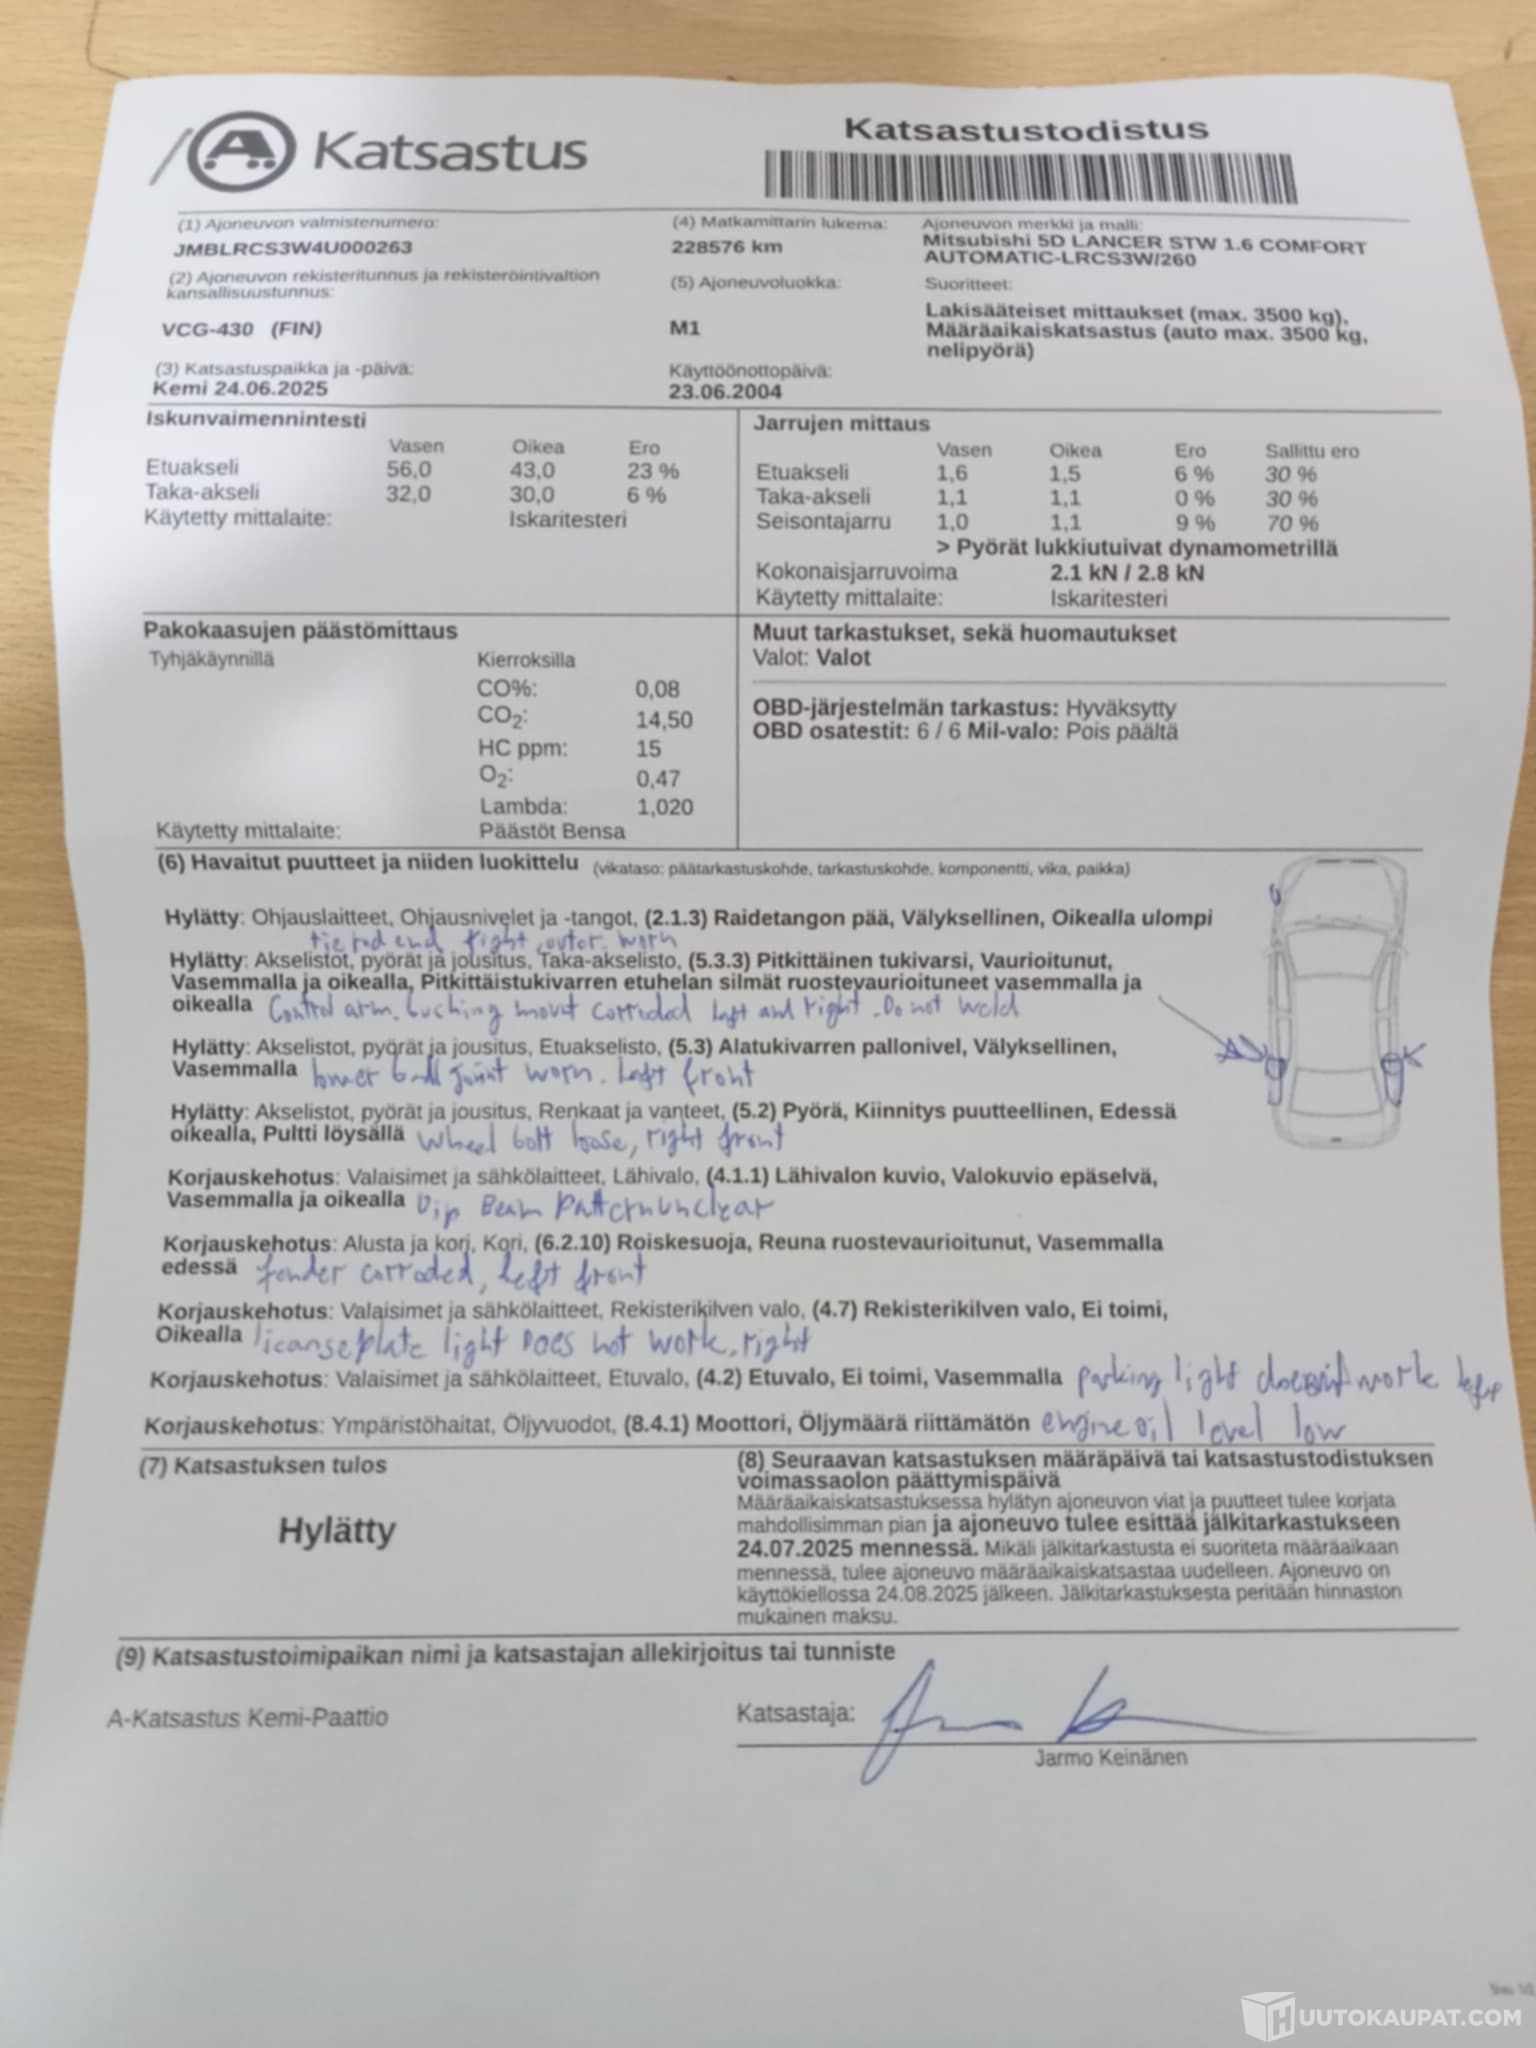 A Katsastus
Katsastustodistus
(1) Ajoneuvon valmistenumero:
JMBLRCS3W4U000263
(4) Matkamittarin lukema:
228576 km
Ajoneuvon merkki ja malli:
Mitsubishi 5D LANCER STW 1.6 COMFORT
AUTOMATIC-LRCS3W/260
(2) Ajoneuvon rekisteritunnus ja rekisteröintivaltion
kansallisuustunnus:
VCG-430 (FIN)
(5) Ajoneuvoluokka:
M1
Suoritteet:
Lakisääteiset mittaukset (max. 3500 kg),
Määräaikaiskatsastus (auto max. 3500 kg,
nelipyörä)
(3) Katsastuspaikka ja -päivä:
Kemi 24.06.2025
Käyttöönottopäivä:
23.06.2004
Iskunvaimennintesti
Vasen Oikea Ero
Etuakseli 56,0 43,0 23 %
Taka-akseli 32,0 30,0 6 %
Käytetty mittalaite: Iskaritesteri
Jarrujen mittaus
Vasen Oikea Ero Sallittu ero
Etuakseli 1,6 1,5 6 % 30 %
Taka-akseli 1,1 1,1 0 % 30 %
Seisontajarru 1,0 1,1 9 % 70 %
> Pyörät lukkiutuivat dynamometrillä
Kokonaisjarruvoima 2.1 kN / 2.8 kN
Käytetty mittalaite: Iskaritesteri
Pakokaasujen päästömittaus
Tyhjäkäynnillä Kierroksilla
CO%: 0,08
CO2: 14,50
HC ppm: 15
O2: 0,47
Lambda: 1,020
Käytetty mittalaite: Päästöt Bensa
Muut tarkastukset, sekä huomautukset
Valot: Valot
OBD-järjestelmän tarkastus: Hyväksytty
OBD osatestit: 6 / 6 Mil-valo: Pois päältä
(6) Havaitut puutteet ja niiden luokittelu (vikataso: päätarkastuskohde, tarkastuskohde, komponentti, vika, paikka)
Hylätty: Ohjauslaitteet, Ohjausnivelet ja -tangot, (2.1.3) Raidetangon pää, Välyksellinen, Oikealla ulompi
tie rod end right, outer worn
Hylätty: Akselistot, pyörät ja jousitus, Taka-akselisto, (5.3.3) Pitkittäinen tukivarsi, Vaurioitunut,
Vasemmalla ja oikealla, Pitkittäistukivarren etuhelan silmät ruostevaurioituneet vasemmalla ja
oikealla Control arm. bushing mount corroded left and right. Do not weld
Hylätty: Akselistot, pyörät ja jousitus, Etuakselisto, (5.3) Alatukivarren pallonivel, Välyksellinen,
Vasemmalla lower ball joint worn. Left front
Hylätty: Akselistot, pyörät ja jousitus, Renkaat ja vanteet, (5.2) Pyörä, Kiinnitys puutteellinen, Edessä
oikealla, Pultti löysällä wheel bolt loose, right front
Korjauskehotus: Valaisimet ja sähkölaitteet, Lähivalo, (4.1.1) Lähivalon kuvio, Valokuvio epäselvä,
Vasemmalla ja oikealla Dip Beam Pattern unclear
Korjauskehotus: Alusta ja kori, Kori, (6.2.10) Roiskesuoja, Reuna ruostevaurioitunut, Vasemmalla
edessä fender corroded, Left front
Korjauskehotus: Valaisimet ja sähkölaitteet, Rekisterikilven valo, (4.7) Rekisterikilven valo, Ei toimi,
Oikealla licanseplate light Does not work. right
Korjauskehotus: Valaisimet ja sähkölaitteet, Etuvalo, (4.2) Etuvalo, Ei toimi, Vasemmalla parking light doesnt work
Korjauskehotus: Ympäristöhaitat, Öljyvuodot, (8.4.1) Moottori, Öljymäärä riittämätön engine oil level low
(7) Katsastuksen tulos
Hylätty
(8) Seuraavan katsastuksen määräpäivä tai katsastustodistuksen
voimassaolon päättymispäivä
Määräaikaiskatsastuksessa hylätyn ajoneuvon viat ja puutteet tulee korjata
mahdollisimman pian ja ajoneuvo tulee esittää jälkitarkastukseen
24.07.2025 mennessä. Mikäli jälkitarkastusta ei suoriteta määräaikaan
mennessä, tulee ajoneuvo määräaikaiskatsastaa uudelleen. Ajoneuvo on
käyttökiellossa 24.08.2025 jälkeen. Jälkitarkastuksesta peritään hinnaston
mukainen maksu.
(9) Katsastustoimipaikan nimi ja katsastajan allekirjoitus tai tunniste
A-Katsastus Kemi-Paattio
Katsastaja:
Jarmo Keinänen
HUUTOKAUPAT.COM